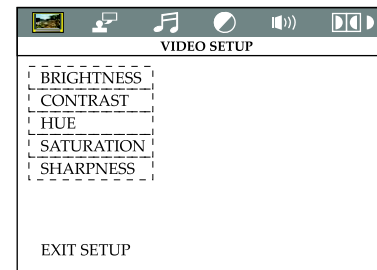 VIDEO SETUP
BRIGHTNESS
CONTRAST
HUE
SATURATION
SHARPNESS
EXIT SETUP